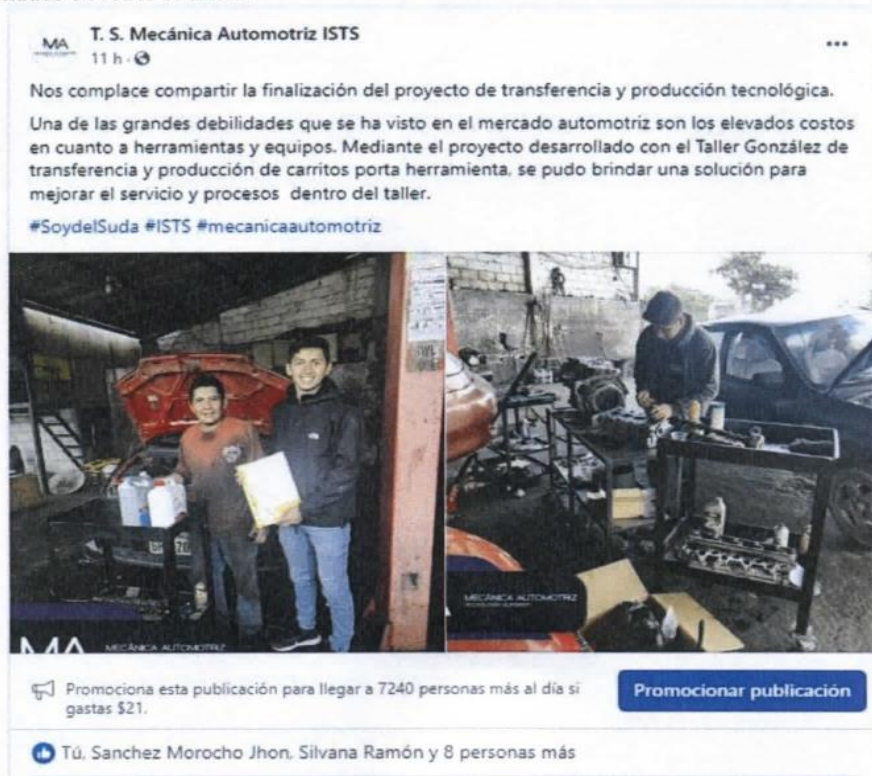 MA
T. S. Mecánica Automotriz ISTS
11 h
Nos complace compartir la finalización del proyecto de transferencia y producción tecnológica.
Una de las grandes debilidades que se ha visto en el mercado automotriz son los elevados costos
en cuanto a herramientas y equipos. Mediante el proyecto desarrollado con el Taller González de
transferencia y producción de carritos porta herramienta, se pudo brindar una solución para
mejorar el servicio y procesos dentro del taller.
#SoydelSuda #ISTS #mecanicaautomotriz
MA MECÁNICA AUTOMOTRIZ
MECÁNICA AUTOMOTRIZ
Promociona esta publicación para llegar a 7240 personas más al día si
gastas $21.
Promocionar publicación
Tú, Sanchez Morocho Jhon, Silvana Ramón y 8 personas más